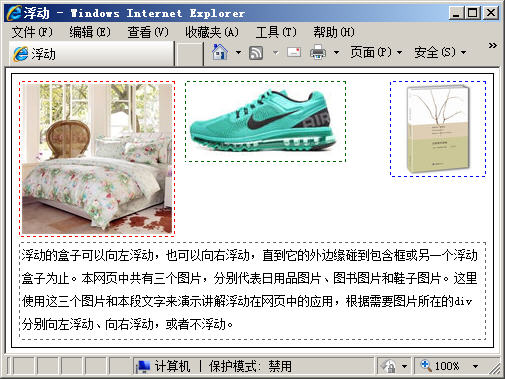 浮动 - Windows Internet Explorer
文件(F) 编辑(E) 查看(V) 收藏夹(A) 工具(T) 帮助(H)
浮动 页面(P) 安全(S) »
AIR
浮动的盒子可以向左浮动，也可以向右浮动，直到它的外边缘碰到包含框或另一个浮动
盒子为止。本网页中共有三个图片，分别代表日用品图片、图书图片和鞋子图片。这里
使用这三个图片和本段文字来演示讲解浮动在网页中的应用，根据需要图片所在的div
分别向左浮动、向右浮动，或者不浮动。
计算机 | 保护模式: 禁用 100%